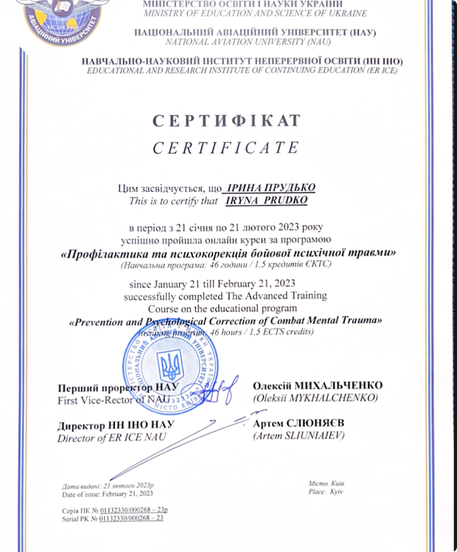 МІНІСТЕРСТВО ОСВІТИ І НАУКИ УКРАЇНИ
MINISTRY OF EDUCATION AND SCIENCE OF UKRAINE
НАЦІОНАЛЬНИЙ АВІАЦІЙНИЙ УНІВЕРСИТЕТ (НАУ)
NATIONAL AVIATION UNIVERSITY (NAU)
НАВЧАЛЬНО-НАУКОВИЙ ІНСТИТУТ НЕПЕРЕРВНОЇ ОСВІТИ (НН ІНО)
EDUCATIONAL AND RESEARCH INSTITUTE OF CONTINUING EDUCATION (ER ICE)
СЕРТИФІКАТ
CERTIFICATE
Цим засвідчується, що ІРИНА ПРУДЬКО
This is to certify that IRYNA PRUDKO
в період з 21 січня по 21 лютого 2023 року
успішно пройшла онлайн курси за програмою
«Профілактика та психокорекція бойової психічної травми»
(Навчальна програма: 46 години / 1,5 кредитів ЄКТС)
since January 21 till February 21, 2023
successfully completed The Advanced Training
Course on the educational program
«Prevention and Psychological Correction of Combat Mental Trauma»
program: 46 hours / 1,5 ECTS credits)
Перший проректор НАУ Олексій МИХАЛЬЧЕНКО
First Vice-Rector of NAU (Oleksii MYKHALCHENKO)
Директор НН ІНО НАУ Артем СЛЮНЯЄВ
Director of ER ICE NAU (Artem SLIUNIAIEV)
Дата видачі: 21 лютого 2023р Місто. Київ
Date of issue: February 21, 2023 Place: Kyiv
Серія ПК № 01132330/000268 – 23р
Serial PK № 01132330/000268 – 23